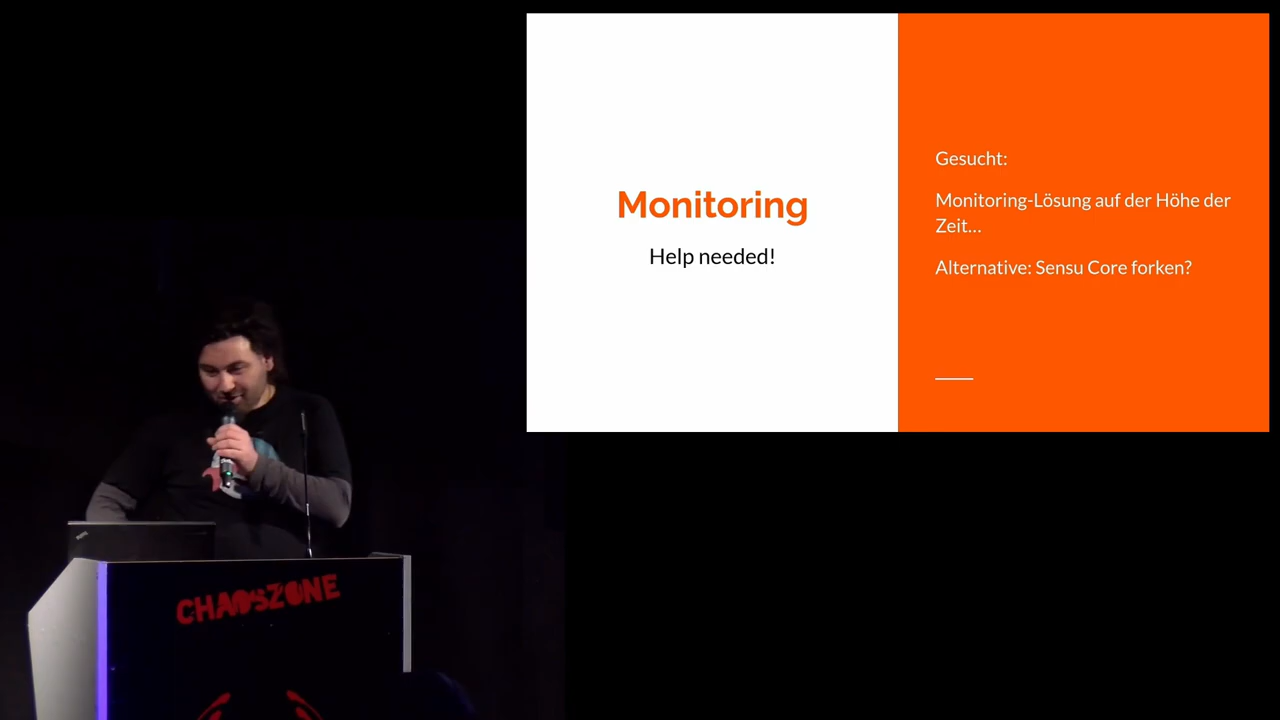 Monitoring
Help needed!
Gesucht:
Monitoring-Lösung auf der Höhe der
Zeit...
Alternative: Sensu Core forken?
CHAOSZONE